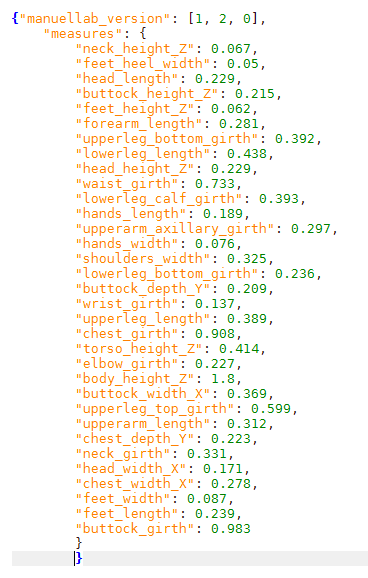 {"manuellab_version": [1, 2, 0],
"measures": {
"neck_height_Z": 0.067,
"feet_heel_width": 0.05,
"head_length": 0.229,
"buttock_height_Z": 0.215,
"feet_height_Z": 0.062,
"forearm_length": 0.281,
"upperleg_bottom_girth": 0.392,
"lowerleg_length": 0.438,
"head_height_Z": 0.229,
"waist_girth": 0.733,
"lowerleg_calf_girth": 0.393,
"hands_length": 0.189,
"upperarm_axillary_girth": 0.297,
"hands_width": 0.076,
"shoulders_width": 0.325,
"lowerleg_bottom_girth": 0.236,
"buttock_depth_Y": 0.209,
"wrist_girth": 0.137,
"upperleg_length": 0.389,
"chest_girth": 0.908,
"torso_height_Z": 0.414,
"elbow_girth": 0.227,
"body_height_Z": 1.8,
"buttock_width_X": 0.369,
"upperleg_top_girth": 0.599,
"upperarm_length": 0.312,
"chest_depth_Y": 0.223,
"neck_girth": 0.331,
"head_width_X": 0.171,
"chest_width_X": 0.278,
"feet_width": 0.087,
"feet_length": 0.239,
"buttock_girth": 0.983
}
}